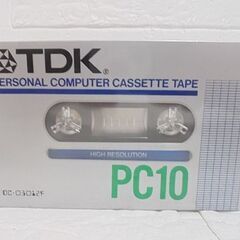 TDK®
PERSONAL COMPUTER CASSETTE TAPE
HIGH RESOLUTION
PC10